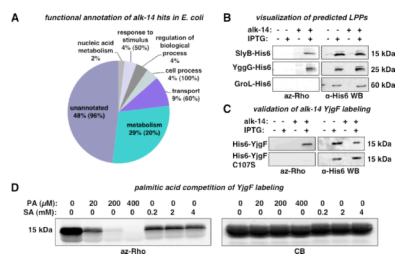 A
functional annotation of alk-14 hits in E. coli
nucleic acid
metabolism
2%
response to
stimulus
4% (50%)
regulation of
biological
process
4%
cell process
4% (100%)
transport
9% (60%)
unannotated
48% (96%)
metabolism
29% (20%)
B
visualization of predicted LPPs
alk-14: - - + + - - + +
IPTG: - + - + - + - +
SlyB-His6 15 kDa
YggG-His6 25 kDa
GroL-His6 60 kDa
az-Rho α-His6 WB
C
validation of alk-14 YjgF labeling
alk-14: - - + + - - + +
IPTG: - + - + - + - +
His6-YjgF 15 kDa
His6-YjgF
C107S 15 kDa
az-Rho α-His6 WB
D
palmitic acid competition of YjgF labeling
PA (µM): 0 20 200 400 0 0 0 0 20 200 400 0 0 0
SA (mM): 0 0 0 0 0.2 2 4 0 0 0 0 0.2 2 4
15 kDa
az-Rho CB